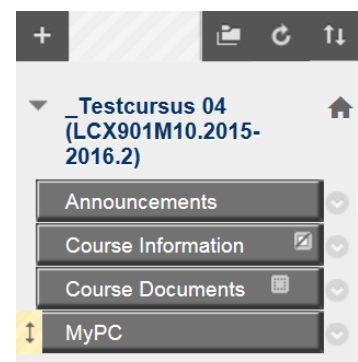 _Testcursus 04
(LCX901M10.2015-
2016.2)
Announcements
Course Information
Course Documents
MyPC